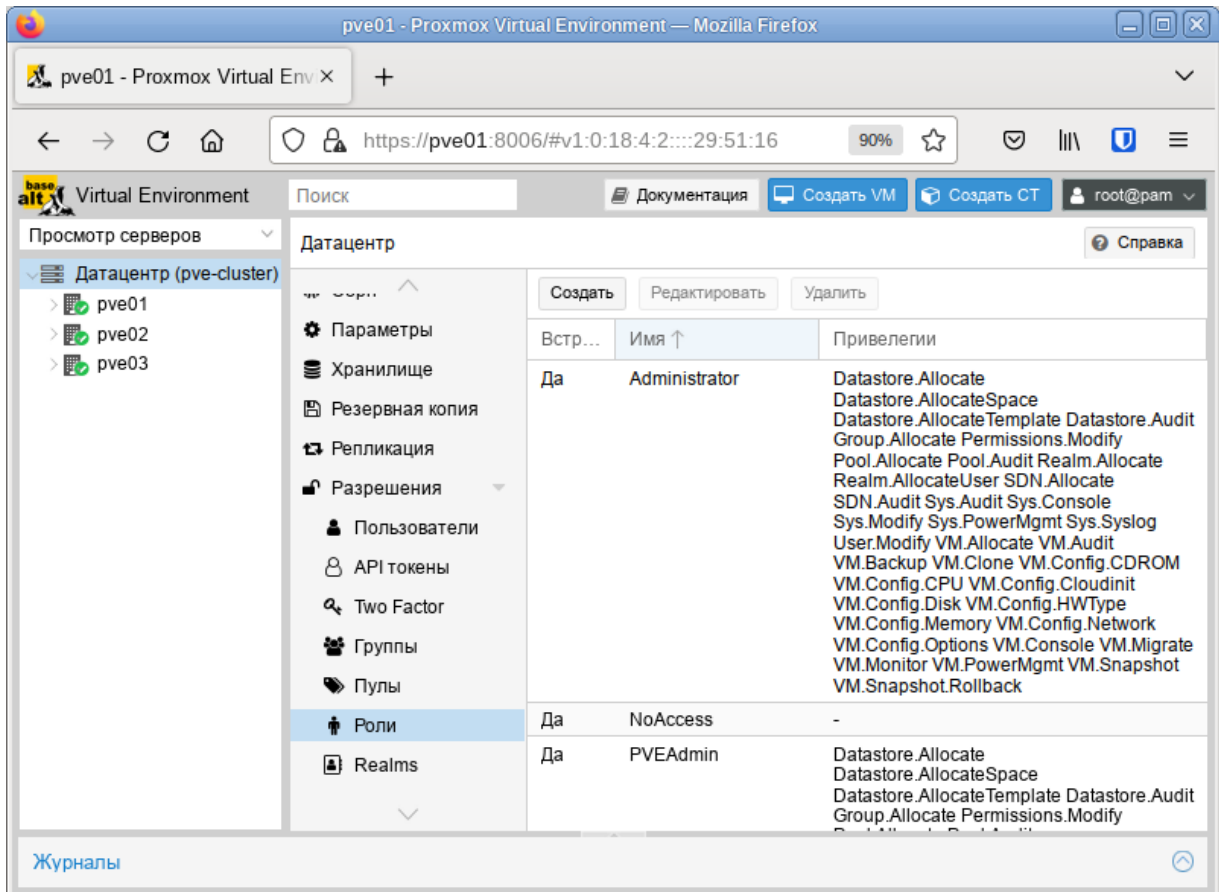 pve01 - Proxmox Virtual Environment — Mozilla Firefox
pve01 - Proxmox Virtual Env
https://pve01:8006/#v1:0:18:4:2::::29:51:16
90%
base
alt
Virtual Environment
Поиск
Документация
Создать VM
Создать CT
root@pam
Просмотр серверов
Датацентр (pve-cluster)
pve01
pve02
pve03
Датацентр
Справка
Параметры
Хранилище
Резервная копия
Репликация
Разрешения
Пользователи
API токены
Two Factor
Группы
Пулы
Роли
Realms
Создать Редактировать Удалить
Встр... Имя Привелегии
Да Administrator Datastore.Allocate
Datastore.AllocateSpace
Datastore.AllocateTemplate Datastore.Audit
Group.Allocate Permissions.Modify
Pool.Allocate Pool.Audit Realm.Allocate
Realm.AllocateUser SDN.Allocate
SDN.Audit Sys.Audit Sys.Console
Sys.Modify Sys.PowerMgmt Sys.Syslog
User.Modify VM.Allocate VM.Audit
VM.Backup VM.Clone VM.Config.CDROM
VM.Config.CPU VM.Config.Cloudinit
VM.Config.Disk VM.Config.HWType
VM.Config.Memory VM.Config.Network
VM.Config.Options VM.Console VM.Migrate
VM.Monitor VM.PowerMgmt VM.Snapshot
VM.Snapshot.Rollback
Да NoAccess -
Да PVEAdmin Datastore.Allocate
Datastore.AllocateSpace
Datastore.AllocateTemplate Datastore.Audit
Group.Allocate Permissions.Modify
Журналы